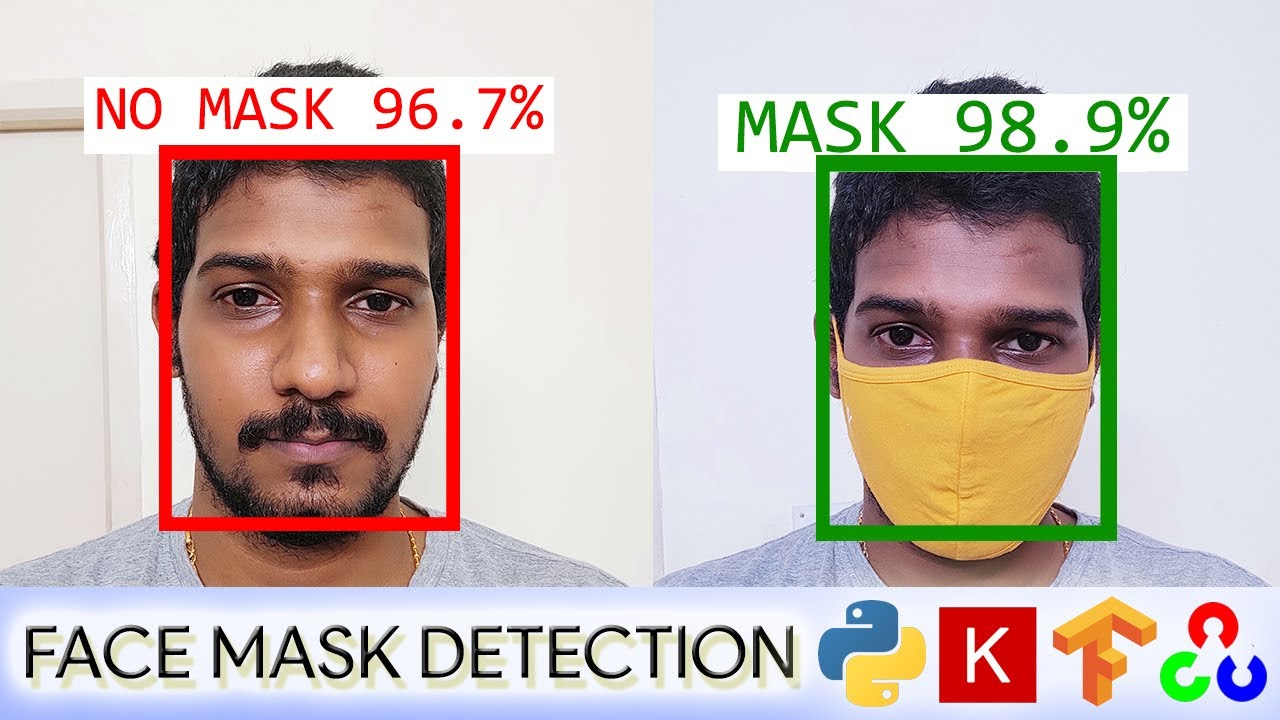 NO MASK 96.7%
MASK 98.9%
FACE MASK DETECTION
K